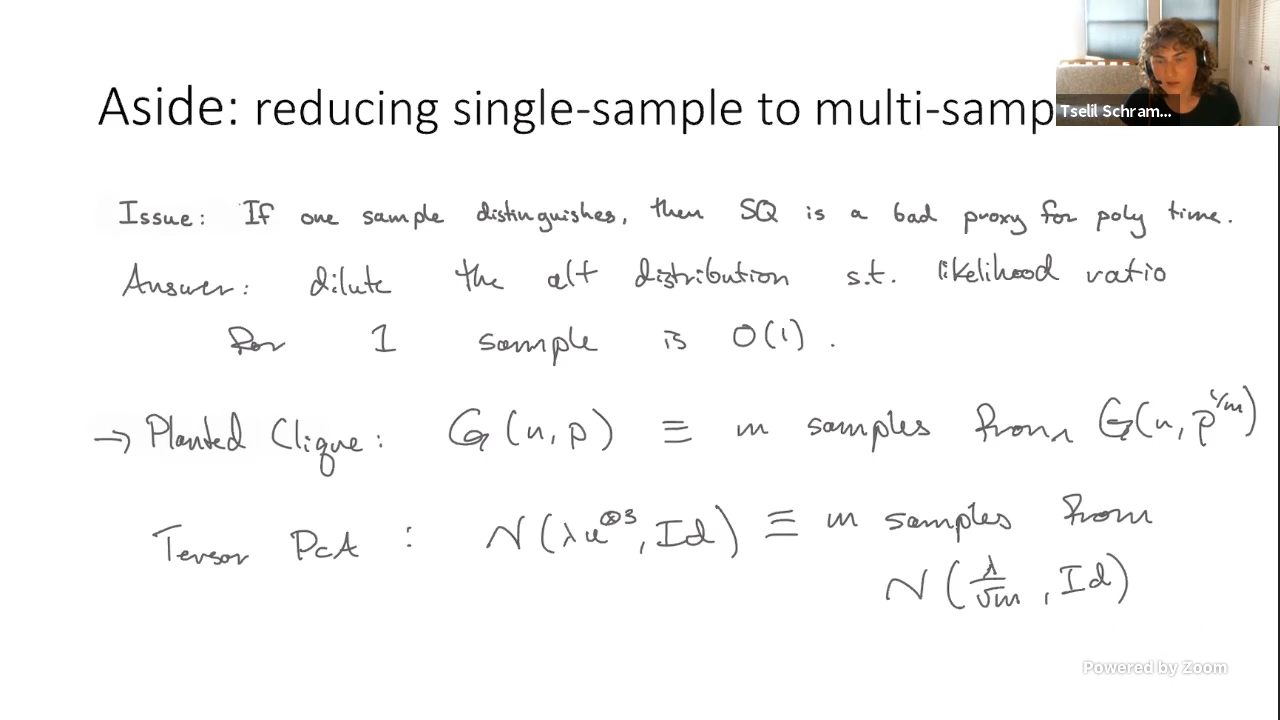 Aside: reducing single-sample to multi-samp
Tselil Schram...
Issue: If one sample distinguishes, then SQ is a bad proxy for poly time.
Answer: dilute the alt distribution s.t. likelihood ratio
for 1 sample is O(1).
→ Planted Clique: G(n,p) ≡ m samples from G(n, p^{1/m})
Tensor PCA : N(λu^{⊗3}, Id) ≡ m samples from
N(λ/√m, Id)
Powered by Zoom